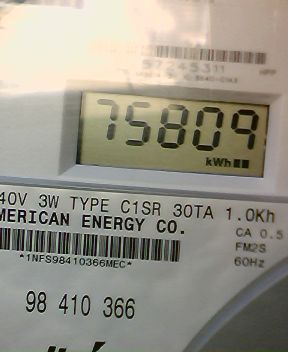 57245311
75809
kWh
40V 3W TYPE C1SR 30TA 1.0Kh
MERICAN ENERGY CO.
CA 0.5
FM2S
*1NFS98410366MEC*
60Hz
98 410 366